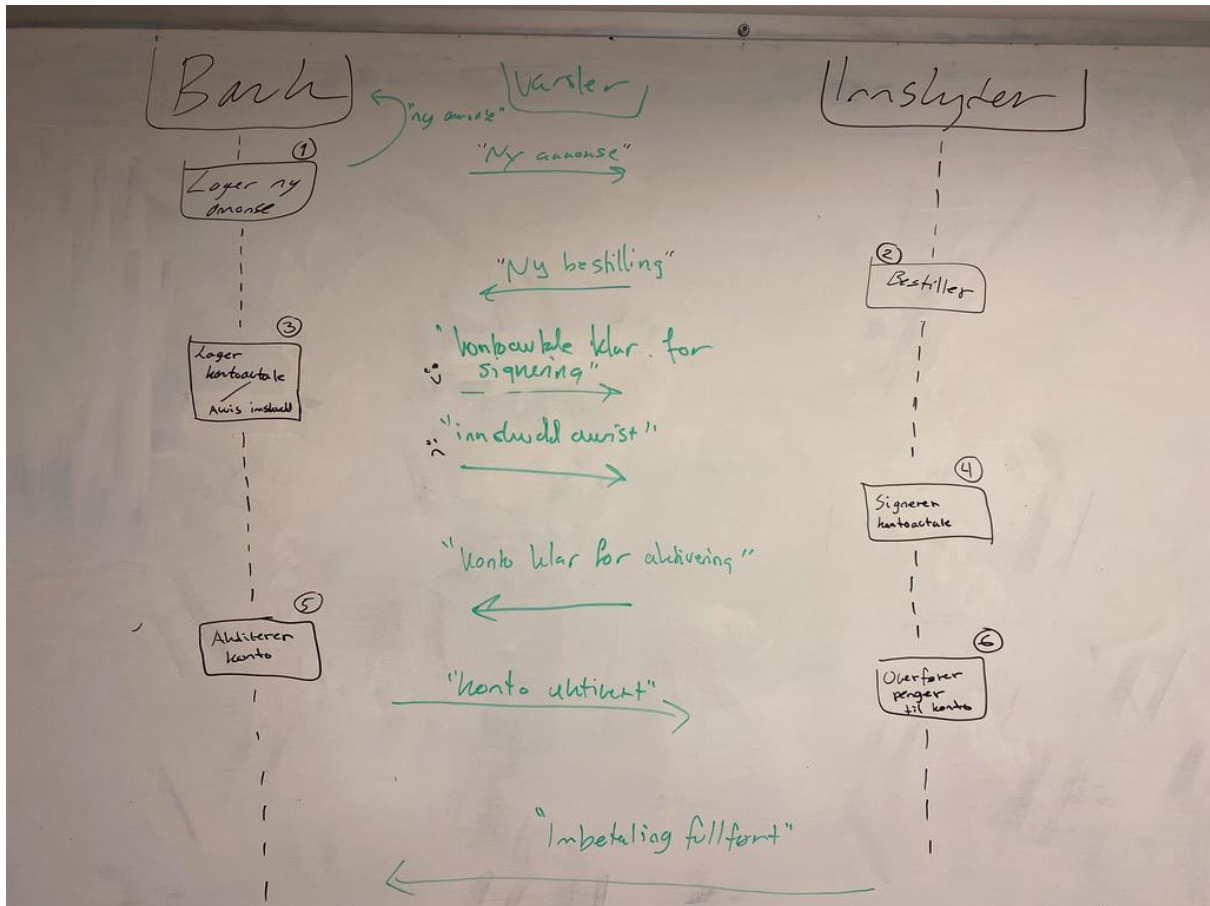 Bank
Varsler
Innskyter
"ny annonse"
①
"Ny annonse"
Lager ny
annonse
"Ny bestilling"
②
Bestiller
③
"kontoavtale klar for
signering"
Lager
kontoavtale
/
Avvis innskudd
"innskudd avvist"
④
Signerer
kontoavtale
"konto klar for aktivering"
⑤
Aktiverer
konto
⑥
"konto aktivert"
Overfører
penger
til konto
"Innbetaling fullført"